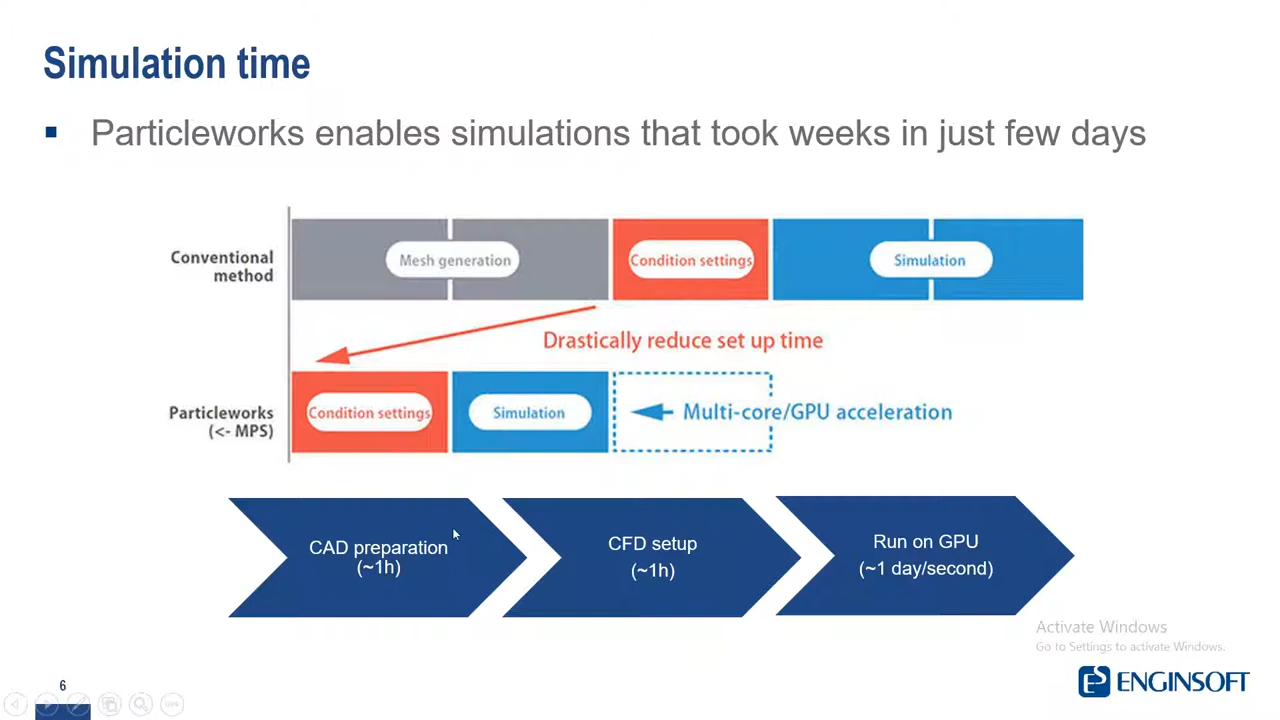 Simulation time
Particleworks enables simulations that took weeks in just few days
Conventional
method
Mesh generation
Condition settings
Simulation
Drastically reduce set up time
Particleworks
(<- MPS)
Condition settings
Simulation
Multi-core/GPU acceleration
CAD preparation
(~1h)
CFD setup
(~1h)
Run on GPU
(~1 day/second)
Activate Windows
Go to Settings to activate Windows.
6
ENGINSOFT